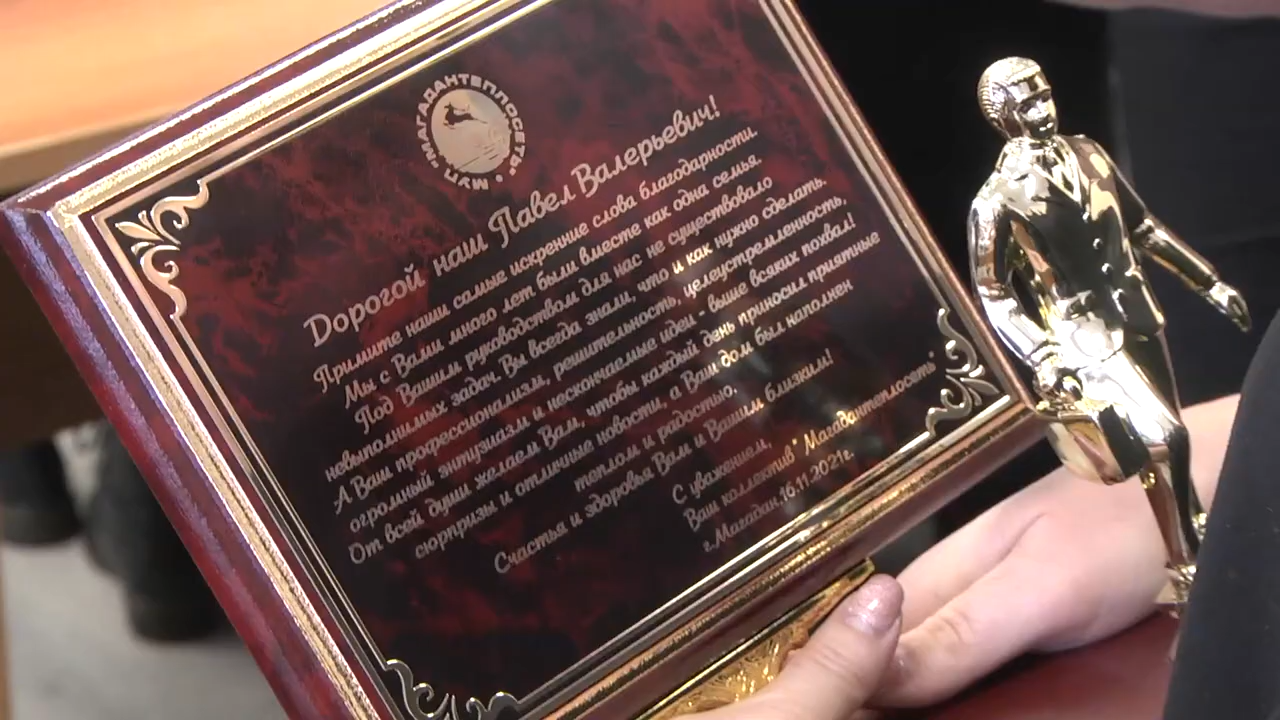 МУП "МАГАДАНТЕПЛОСЕТЬ"
Дорогой наш Павел Валерьевич!
Примите наши самые искренние слова благодарности.
Мы с Вами много лет были вместе как одна семья.
Под Вашим руководством для нас не существовало
невыполнимых задач. Вы всегда знали, что и как нужно сделать.
А Ваш профессионализм, решительность, целеустремленность,
огромный энтузиазм и нескончаемые идеи - выше всяких похвал!
От всей души желаем Вам, чтобы каждый день приносил приятные
сюрпризы и отличные новости, а Ваш дом был наполнен
теплом и радостью,
Счастья и здоровья Вам и Вашим близким!
С уважением,
Ваш коллектив "Магадантеплосеть"
г.Магадан,16.11.2021г.